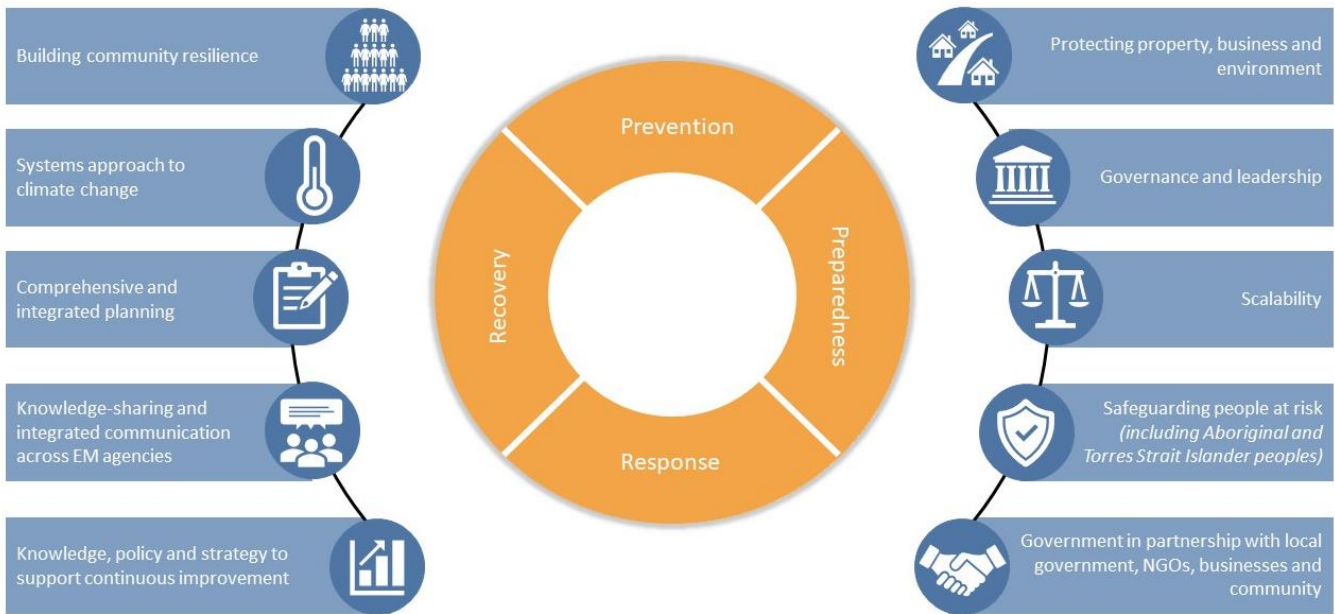 Building community resilience
Systems approach to
climate change
Comprehensive and
integrated planning
Knowledge-sharing and
integrated communication
across EM agencies
Knowledge, policy and strategy to
support continuous improvement
Prevention
Preparedness
Response
Recovery
Protecting property, business and
environment
Governance and leadership
Scalability
Safeguarding people at risk
(including Aboriginal and
Torres Strait Islander peoples)
Government in partnership with local
government, NGOs, businesses and
community